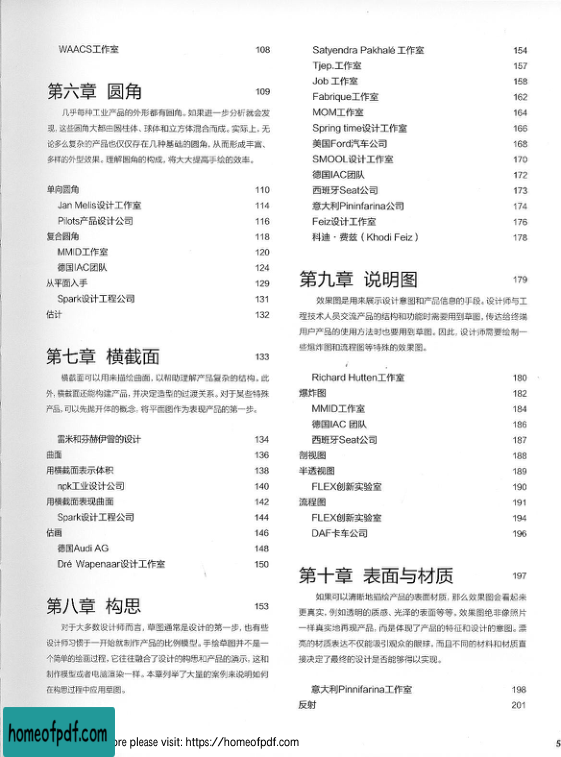 WAACS工作室 108
第六章 圆角 109
几乎每种工业产品的外形都有圆角。如果进一步分析就会发
现，这些圆角大都由圆柱体、球体和立方体混合而成。实际上，无
论多么复杂的产品也仅仅存在几种基础的圆角，从而形成丰富、
多样的外型效果。理解圆角的构成，将大大提高手绘的效率。
单向圆角 110
Jan Melis设计工作室 114
Pilots产品设计公司 116
复合圆角 118
MMID工作室 120
德国IAC团队 124
从平面入手 129
Spark设计工程公司 131
估计 132
第七章 横截面 133
横截面可以用来描绘曲面，以帮助理解产品复杂的结构。此
外，横截面还能构建产品，并决定造型的过渡关系。对于某些特殊
产品，可以先抛开体的概念，将平面图作为表现产品的第一步。
雷米和芬赫伊曾的设计 134
曲面 136
用横截面表示体积 138
npk工业设计公司 140
用横截面表现曲面 142
Spark设计工程公司 144
估画 146
德国Audi AG 148
Dré Wapenaar设计工作室 150
第八章 构思 153
对于大多数设计师而言，草图通常是设计的第一步，也有些
设计师习惯于一开始就制作产品的比例模型。手绘草图并不是一
个简单的绘画过程，它往往融合了设计的构思和产品的演示，这和
制作模型或者电脑渲染一样。本章列举了大量的案例来说明如何
在构思过程中应用草图。
Satyendra Pakhalé 工作室 154
Tjep.工作室 157
Job 工作室 158
Fabrique工作室 162
MOM工作室 164
Spring time设计工作室 166
美国Ford汽车公司 168
SMOOL设计工作室 170
德国IAC团队 172
西班牙Seat公司 173
意大利Pininfarina公司 174
Feiz设计工作室 176
科迪·费兹（Khodi Feiz） 178
第九章 说明图 179
效果图是用来展示设计意图和产品信息的手段。设计师与工
程技术人员交流产品的结构和功能时需要用到草图，传达给终端
用户产品的使用方法时也要用到草图。因此，设计师需要绘制一
些爆炸图和流程图等特殊的效果图。
Richard Hutten工作室 180
爆炸图 182
MMID工作室 184
德国IAC 团队 186
西班牙Seat公司 187
剖视图 188
半透视图 189
FLEX创新实验室 190
流程图 191
FLEX创新实验室 194
DAF卡车公司 196
第十章 表面与材质 197
如果可以清晰地描绘产品的表面材质，那么效果图会看起来
更真实，例如透明的质感、光泽的表面等等。效果图绝非像照片
一样真实地再现产品，而是体现了产品的特征和设计的意图。漂
亮的材质表达不仅能吸引观众的眼球，而且不同的材料和材质直
接决定了最终的设计是否能够得以实现。
意大利Pinnifarina工作室 198
反射 201
homeofpdf.com
ore please visit: https://homeofpdf.com
5